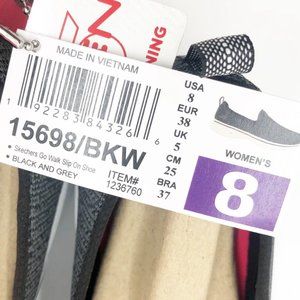 MADE IN VIETNAM
1 92283 84326 6
15698/BKW
• Skechers Go Walk Slip On Shoe
• BLACK AND GREY
ITEM#
1236760
USA
8
EUR
38
UK
5
CM
25
BRA
37
WOMEN'S
8